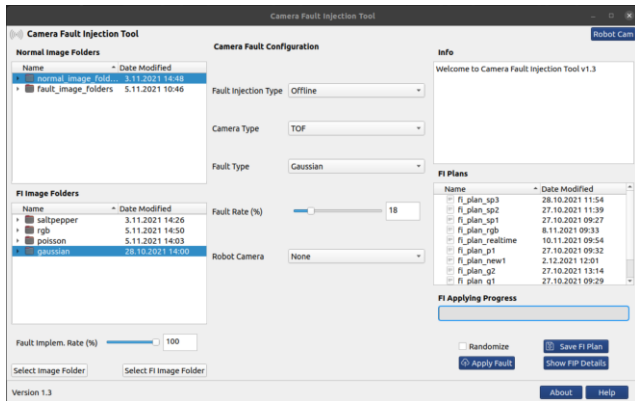 Camera Fault Injection Tool
Camera Fault Injection Tool
Robot Cam
Normal Image Folders
Name Date Modified
normal_image_fold... 3.11.2021 14:48
fault_image_folders 5.11.2021 10:46
FI Image Folders
Name Date Modified
saltpepper 3.11.2021 14:26
rgb 5.11.2021 14:50
poisson 5.11.2021 14:03
gaussian 28.10.2021 14:00
Fault Implem. Rate (%) 100
Select Image Folder Select FI Image Folder
Camera Fault Configuration
Fault Injection Type Offline
Camera Type TOF
Fault Type Gaussian
Fault Rate (%) 18
Robot Camera None
Info
Welcome to Camera Fault Injection Tool v1.3
FI Plans
Name Date Modified
fi_plan_sp3 28.10.2021 11:54
fi_plan_sp2 27.10.2021 11:39
fi_plan_sp1 27.10.2021 09:27
fi_plan_rgb 8.11.2021 09:33
fi_plan_realtime 10.11.2021 09:54
fi_plan_p1 27.10.2021 09:32
fi_plan_new1 2.12.2021 12:01
fi_plan_g2 27.10.2021 13:14
fi_plan_g1 27.10.2021 09:29
FI Applying Progress
Randomize Save FI Plan
Apply Fault Show FIP Details
Version 1.3 About Help